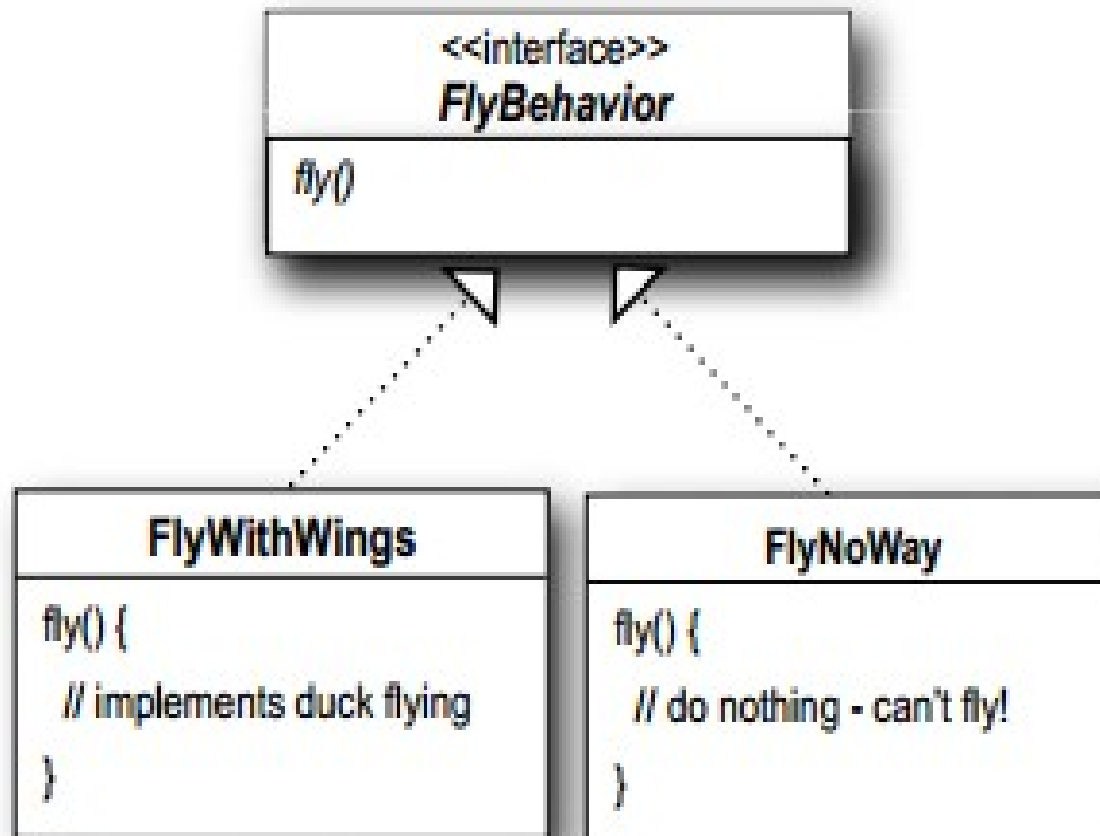 <<interface>>
FlyBehavior
fly()
FlyWithWings
fly() {
// implements duck flying
}
FlyNoWay
fly() {
// do nothing - can't fly!
}